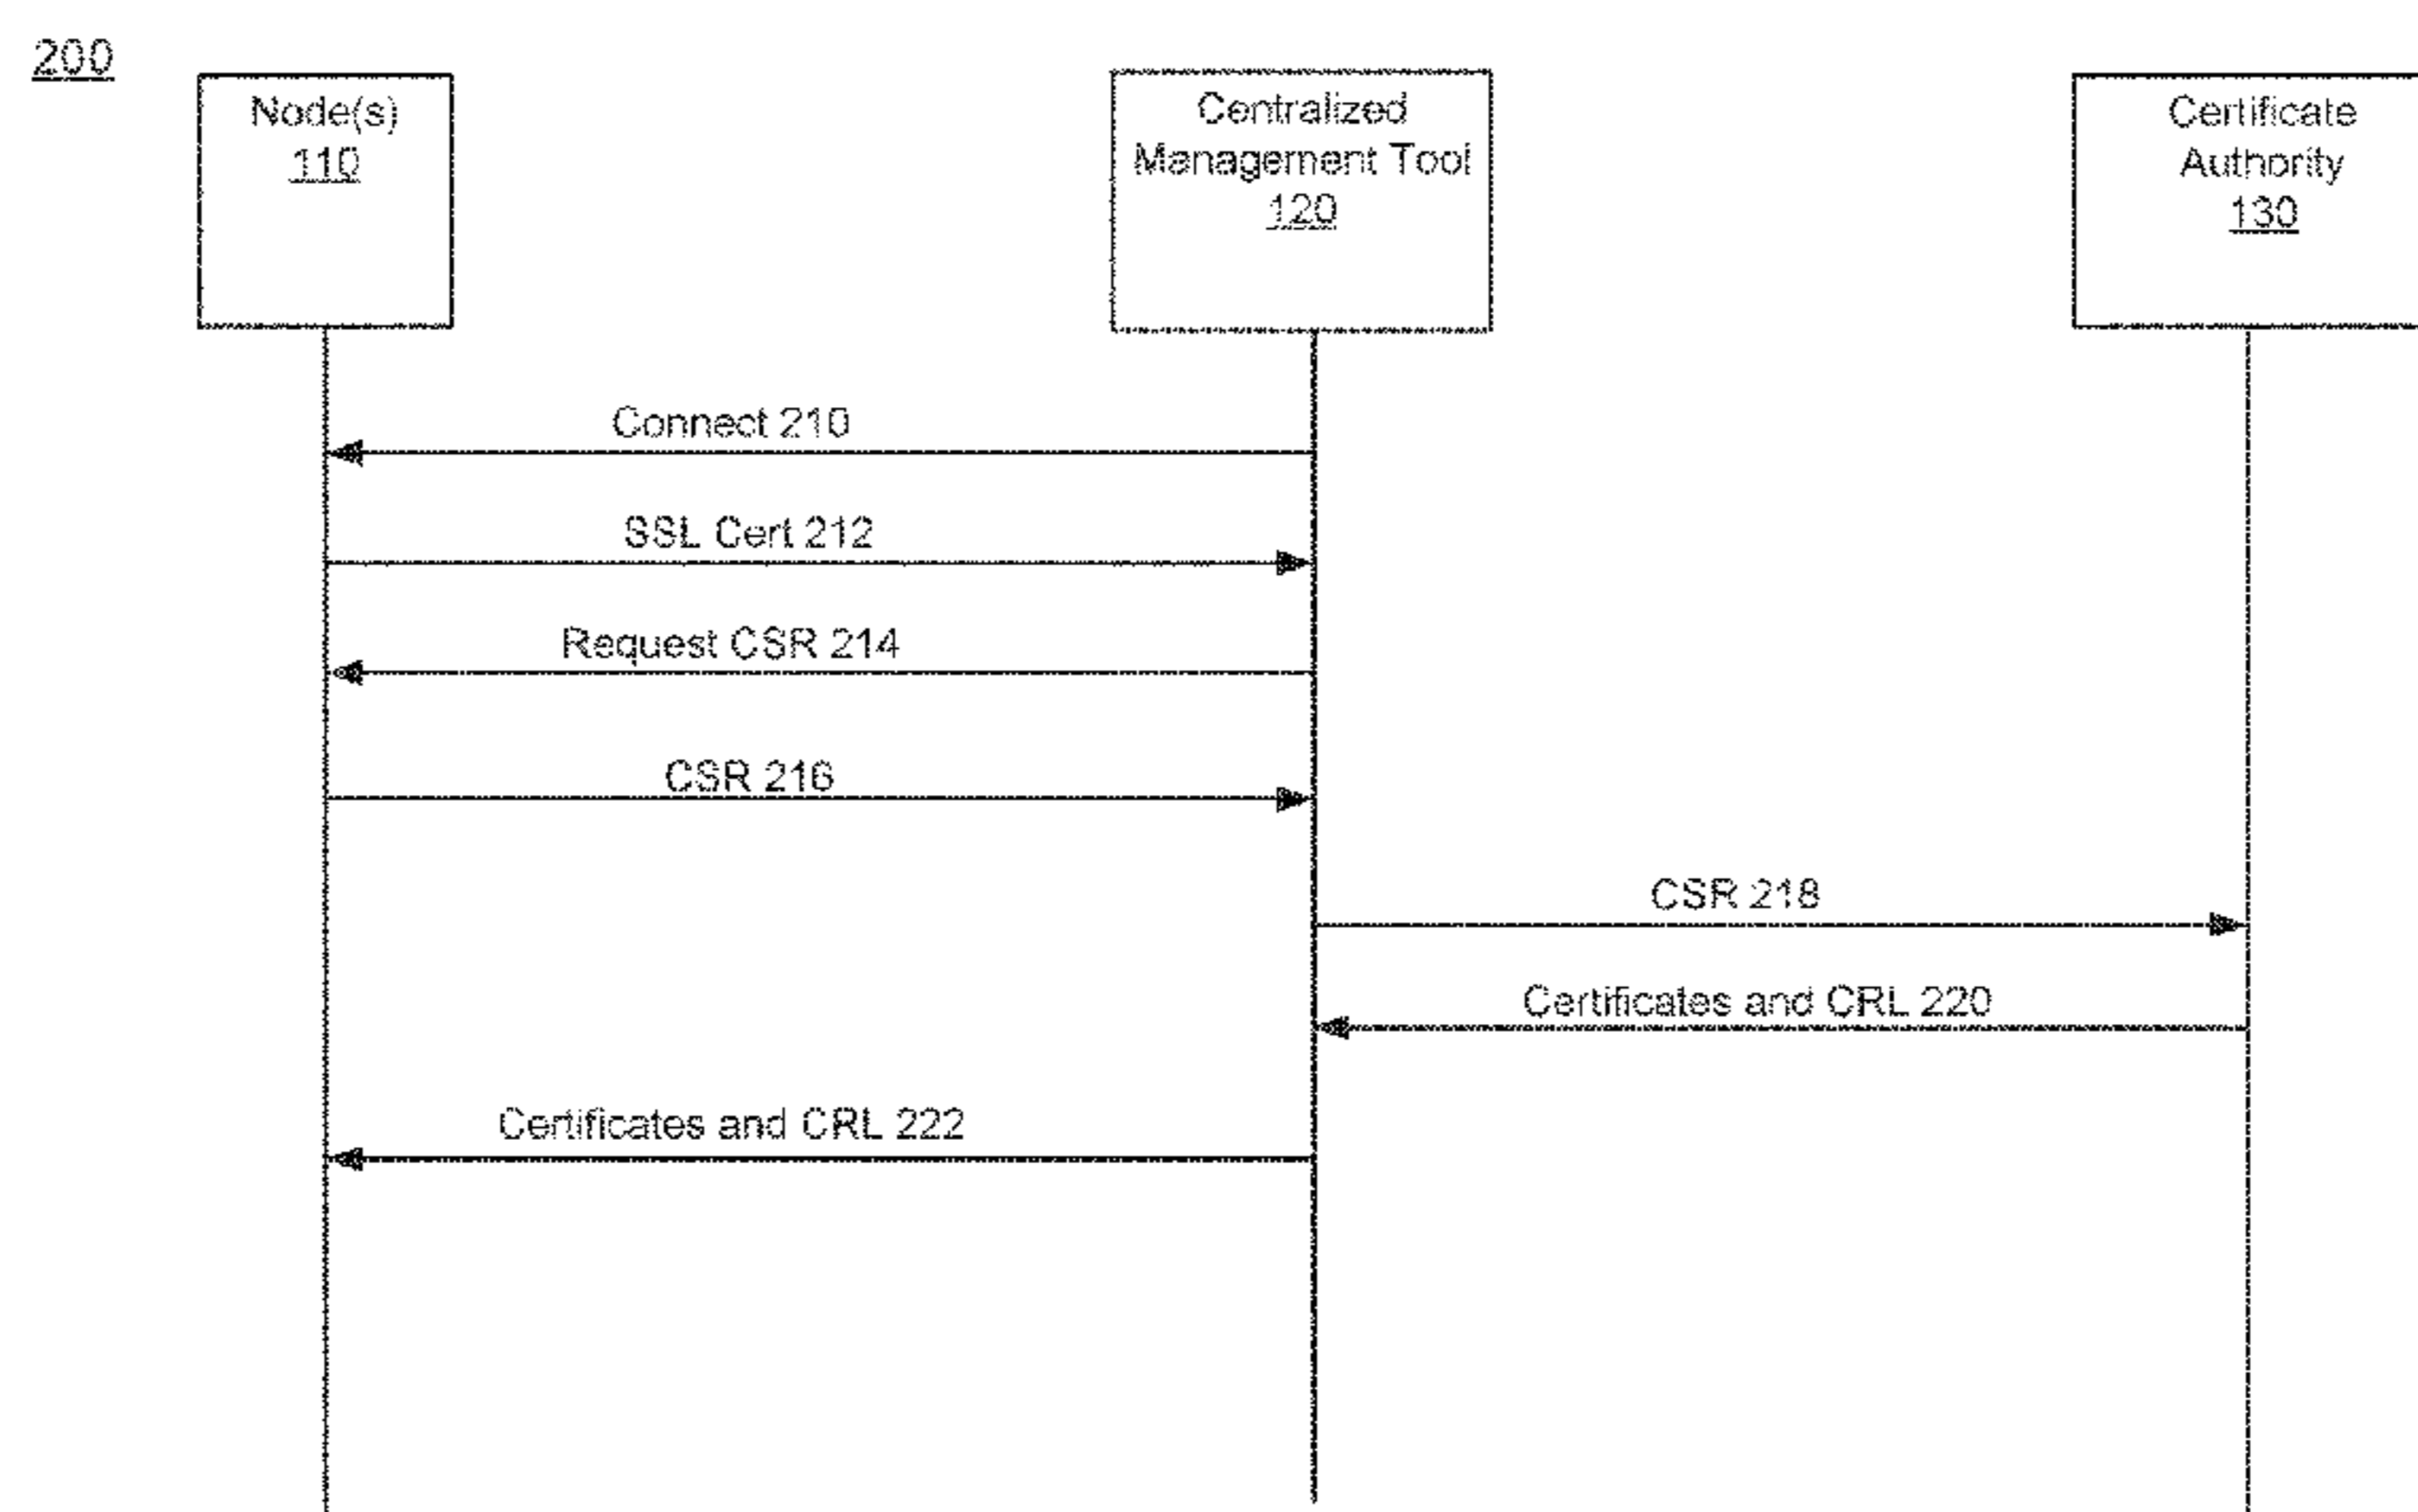 200
Node(s)
110
Centralized
Management Tool
120
Certificate
Authority
130
Connect 210
SSL Cert 212
Request CSR 214
CSR 216
CSR 218
Certificates and CRL 220
Certificates and CRL 222